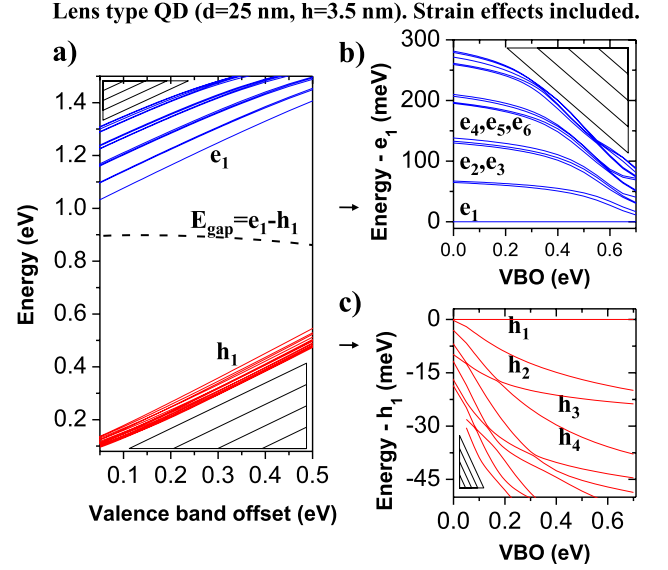 Lens type QD (d=25 nm, h=3.5 nm). Strain effects included.
a)
Energy (eV)
1.4
1.2
1.0
0.8
0.6
0.4
0.2
e1
Egap=e1-h1
h1
0.1 0.2 0.3 0.4 0.5
Valence band offset (eV)
b)
Energy - e1 (meV)
300
200
100
0
e4,e5,e6
e2,e3
e1
0.0 0.2 0.4 0.6
VBO (eV)
c)
Energy - h1 (meV)
0
-15
-30
-45
h1
h2
h3
h4
0.0 0.2 0.4 0.6 0.8
VBO (eV)